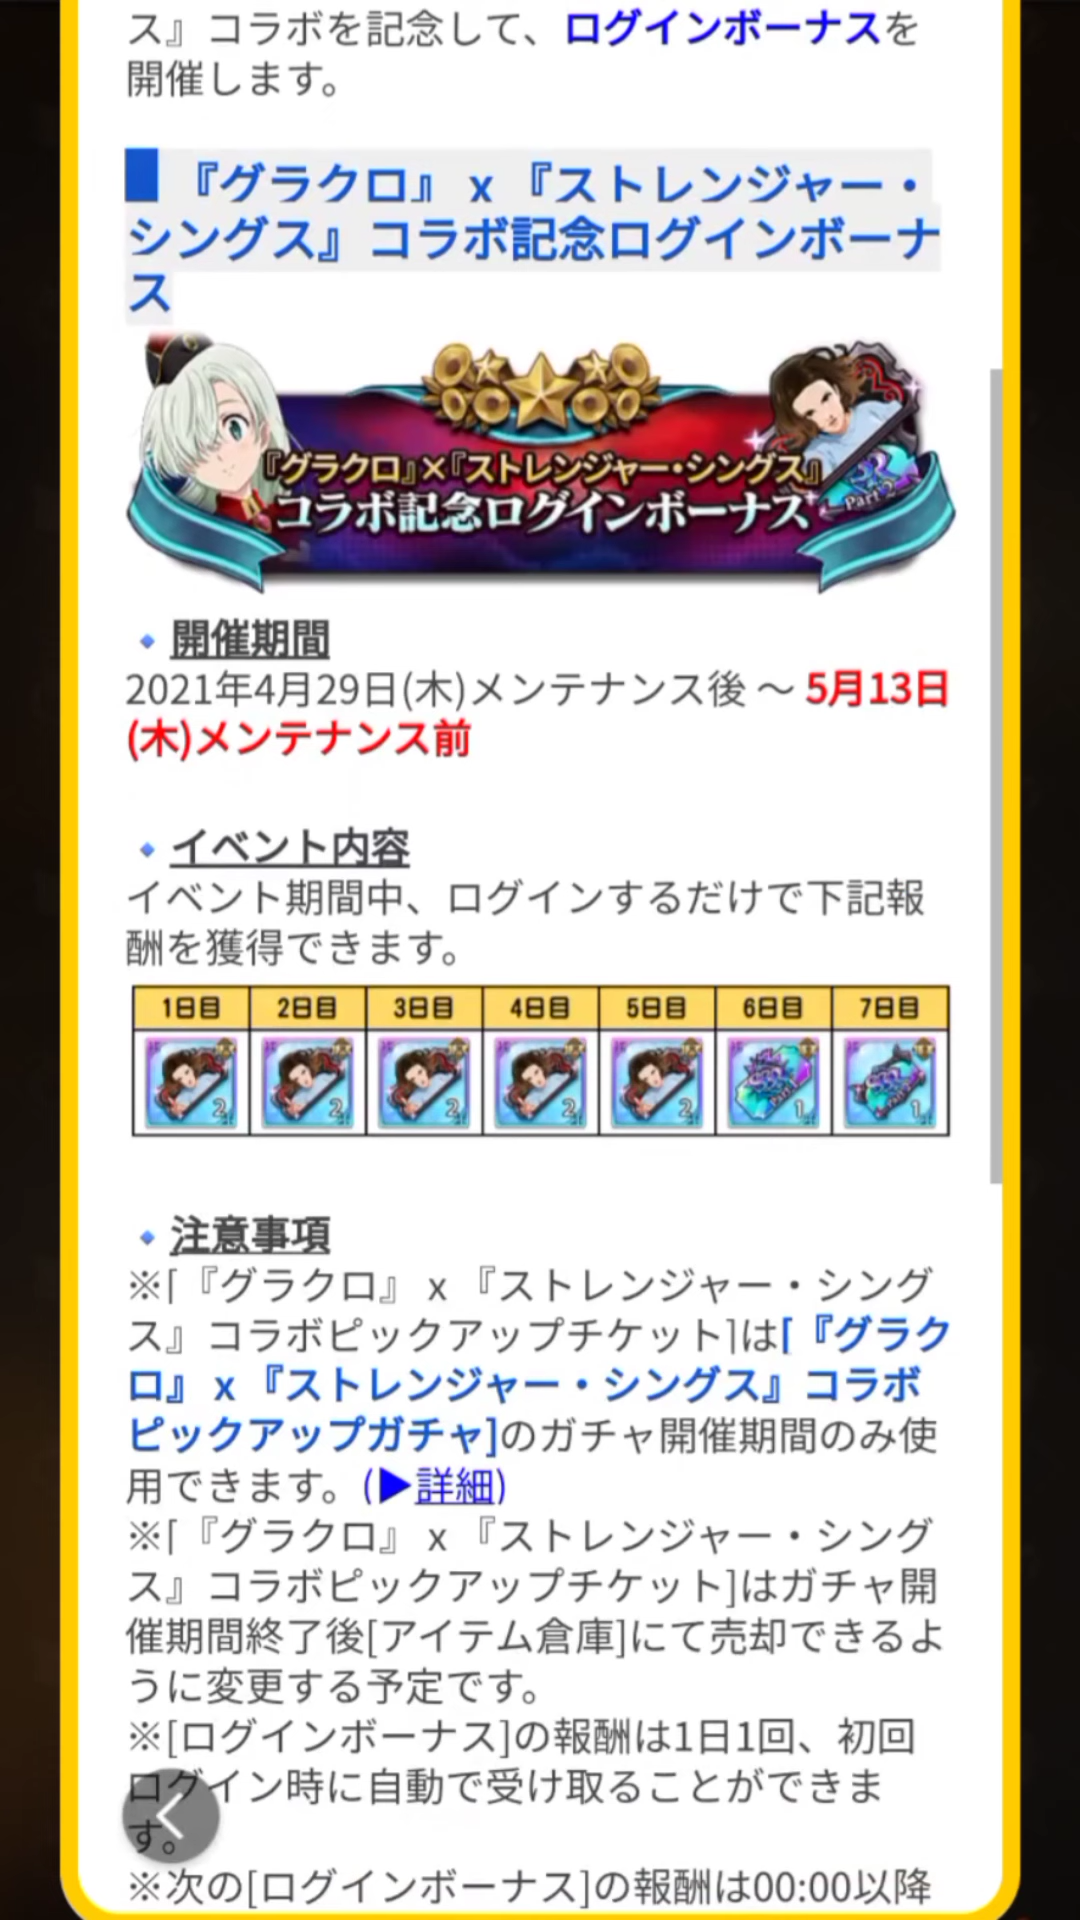 ス』コラボを記念して、ログインボーナスを
開催します。
『グラクロ』 x 『ストレンジャー・
シングス』コラボ記念ログインボーナ
ス
『グラクロ』×『ストレンジャー・シングス』
コラボ記念ログインボーナス
Part 2
開催期間
2021年4月29日(木)メンテナンス後 〜 5月13日
(木)メンテナンス前
イベント内容
イベント期間中、ログインするだけで下記報
酬を獲得できます。
1日目 2日目 3日目 4日目 5日目 6日目 7日目
2 2 2 2 2 1 1
注意事項
※[『グラクロ』 x 『ストレンジャー・シング
ス』コラボピックアップチケット]は[『グラク
ロ』 x 『ストレンジャー・シングス』コラボ
ピックアップガチャ]のガチャ開催期間のみ使
用できます。(▶詳細)
※[『グラクロ』 x 『ストレンジャー・シング
ス』コラボピックアップチケット]はガチャ開
催期間終了後[アイテム倉庫]にて売却できるよ
うに変更する予定です。
※[ログインボーナス]の報酬は1日1回、初回
ログイン時に自動で受け取ることができま
す。
※次の[ログインボーナス]の報酬は00:00以降